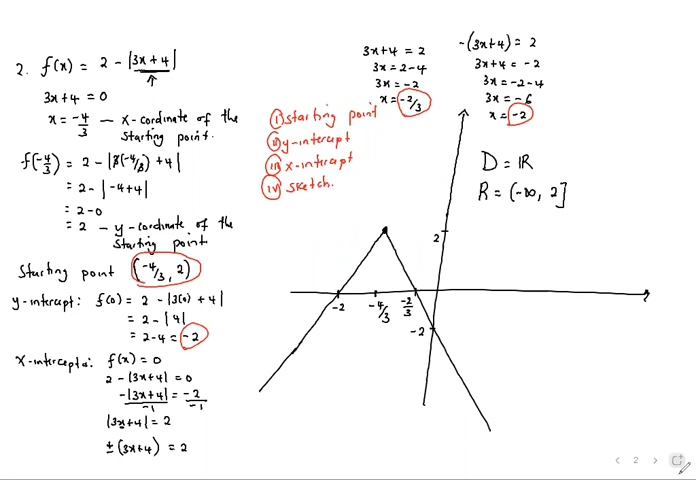 2. f(x) = 2 - |3x + 4|
3x + 4 = 0
x = -4/3 — x-cordinate of the starting point.
f(-4/3) = 2 - |3(-4/3) + 4|
= 2 - |-4+4|
= 2-0
= 2 - y-cordinate of the starting point
Starting point (-4/3, 2)
y-intercept: f(0) = 2 - |3(0) + 4|
= 2 - |4|
= 2-4 = -2
x-intercepts: f(x) = 0
2 - |3x+4| = 0
-|3x+4|/-1 = -2/-1
|3x+4| = 2
±(3x+4) = 2
3x+4 = 2
3x = 2-4
3x = -2
x = -2/3
-(3x+4) = 2
3x+4 = -2
3x = -2-4
3x = -6
x = -2
(i) starting point
(ii) y-intercept
(iii) x-intercept
(iv) sketch.
D = ℝ
R = (-∞, 2]
2
-2
-4/3
-2/3
-2
< 2 >